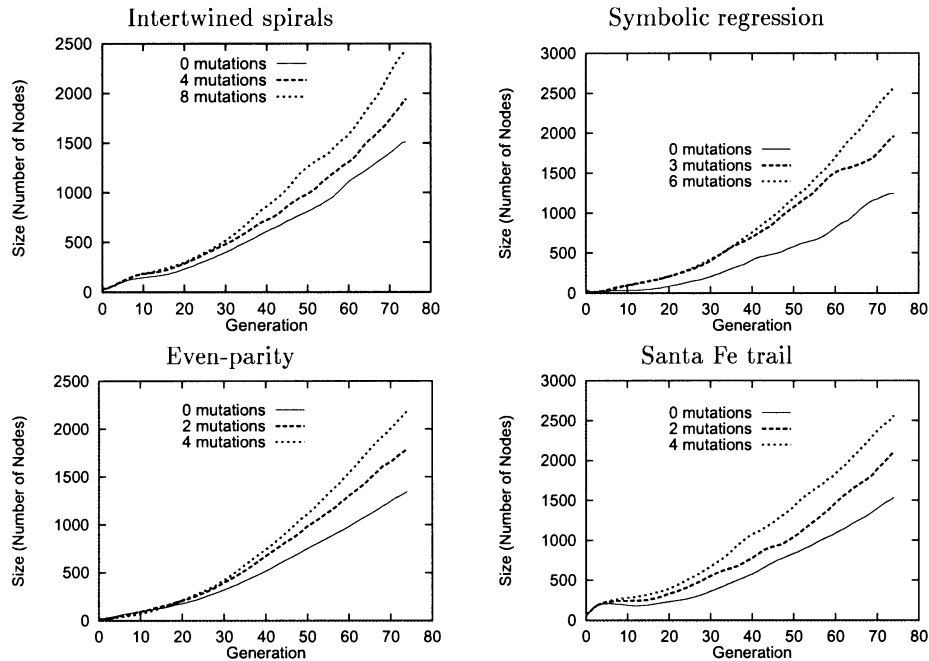 Intertwined spirals
2500
2000
1500
1000
500
0
Size (Number of Nodes)
0 mutations
4 mutations
8 mutations
0 10 20 30 40 50 60 70 80
Generation
Symbolic regression
3000
2500
2000
1500
1000
500
0
Size (Number of Nodes)
0 mutations
3 mutations
6 mutations
0 10 20 30 40 50 60 70 80
Generation
Even-parity
2500
2000
1500
1000
500
0
Size (Number of Nodes)
0 mutations
2 mutations
4 mutations
0 10 20 30 40 50 60 70 80
Generation
Santa Fe trail
3000
2500
2000
1500
1000
500
0
Size (Number of Nodes)
0 mutations
2 mutations
4 mutations
0 10 20 30 40 50 60 70 80
Generation